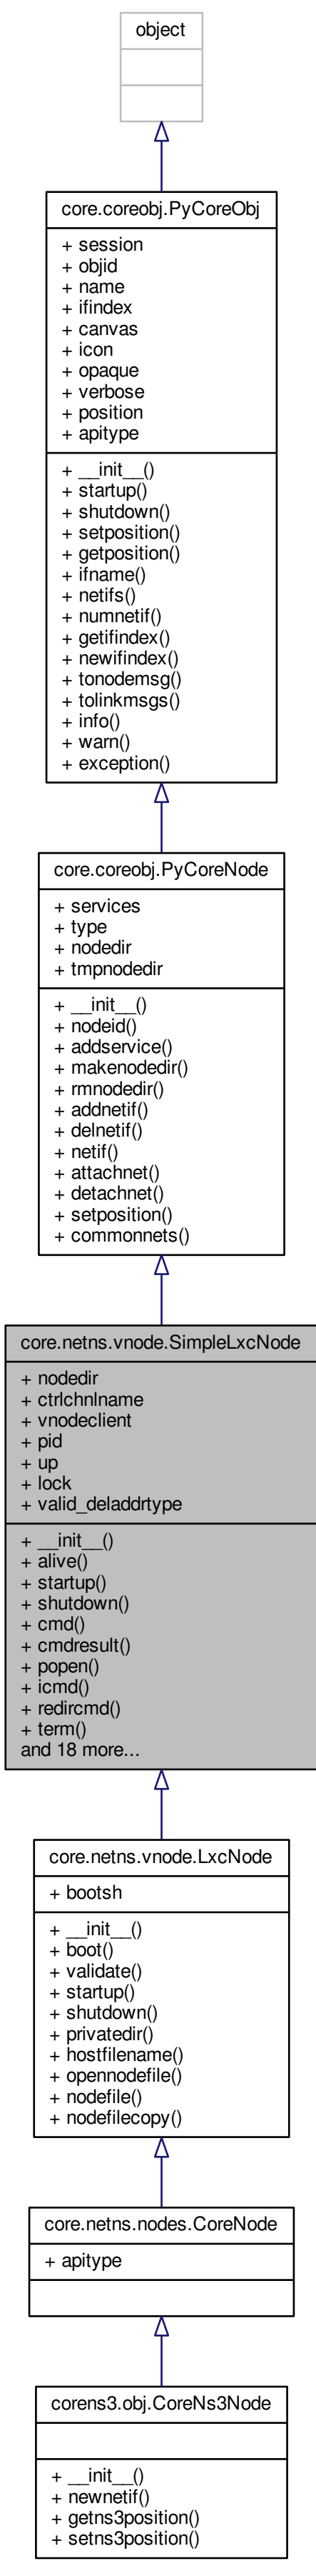 object
core.coreobj.PyCoreObj
+ session
+ objid
+ name
+ ifindex
+ canvas
+ icon
+ opaque
+ verbose
+ position
+ apitype
+ __init__()
+ startup()
+ shutdown()
+ setposition()
+ getposition()
+ ifname()
+ netifs()
+ numnetif()
+ getifindex()
+ newifindex()
+ tonodemsg()
+ tolinkmsgs()
+ info()
+ warn()
+ exception()
core.coreobj.PyCoreNode
+ services
+ type
+ nodedir
+ tmpnodedir
+ __init__()
+ nodeid()
+ addservice()
+ makenodedir()
+ rmnodedir()
+ addnetif()
+ delnetif()
+ netif()
+ attachnet()
+ detachnet()
+ setposition()
+ commonnets()
core.netns.vnode.SimpleLxcNode
+ nodedir
+ ctrlchnlname
+ vnodeclient
+ pid
+ up
+ lock
+ valid_deladdrtype
+ __init__()
+ alive()
+ startup()
+ shutdown()
+ cmd()
+ cmdresult()
+ popen()
+ icmd()
+ redircmd()
+ term()
and 18 more...
core.netns.vnode.LxcNode
+ bootsh
+ __init__()
+ boot()
+ validate()
+ startup()
+ shutdown()
+ privatedir()
+ hostfilename()
+ opennodefile()
+ nodefile()
+ nodefilecopy()
core.netns.nodes.CoreNode
+ apitype
corens3.obj.CoreNs3Node
+ __init__()
+ newnetif()
+ getns3position()
+ setns3position()